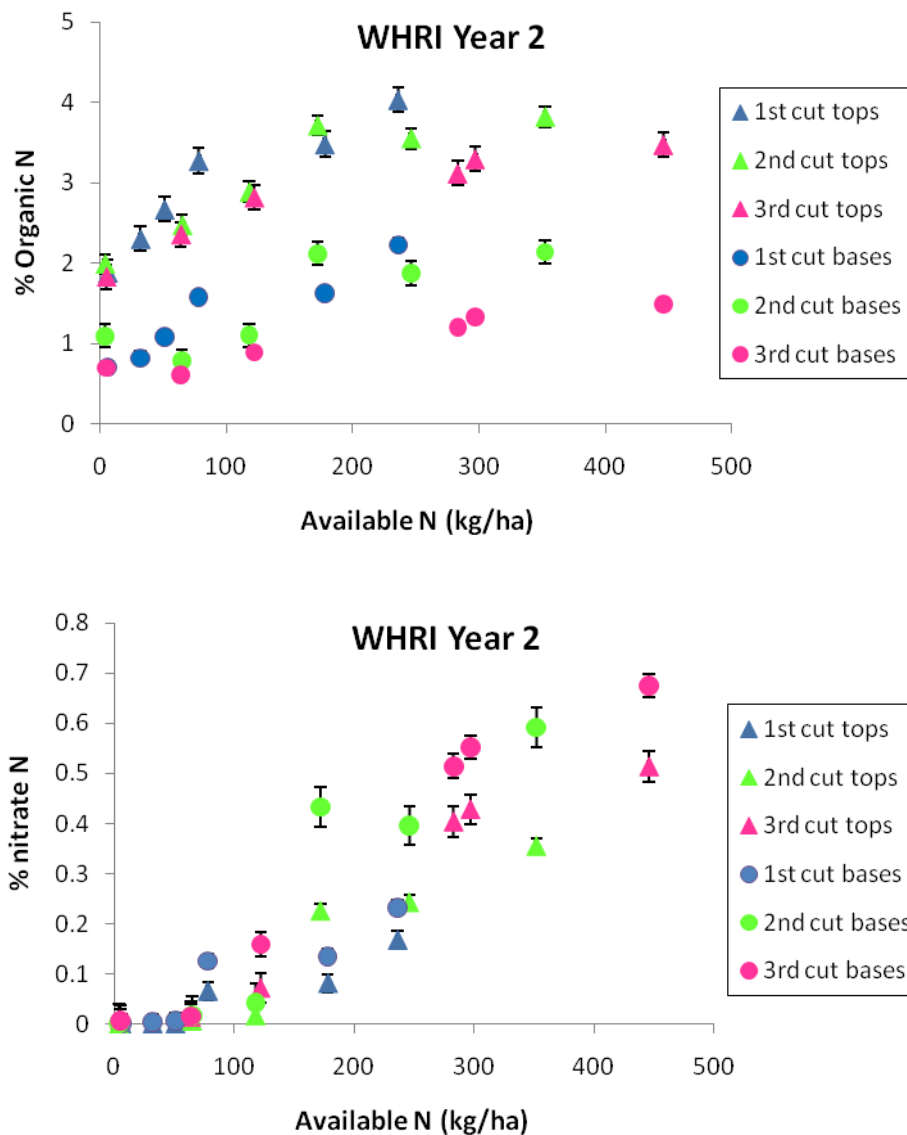 WHRI Year 2
5
4
3
2
1
0
% Organic N
0 100 200 300 400 500
Available N (kg/ha)
1st cut tops
2nd cut tops
3rd cut tops
1st cut bases
2nd cut bases
3rd cut bases
WHRI Year 2
0.8
0.7
0.6
0.5
0.4
0.3
0.2
0.1
0
% nitrate N
0 100 200 300 400 500
Available N (kg/ha)
1st cut tops
2nd cut tops
3rd cut tops
1st cut bases
2nd cut bases
3rd cut bases